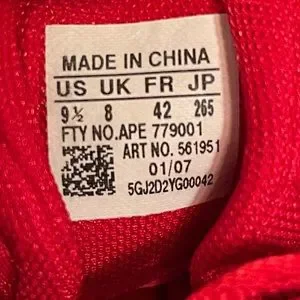 MADE IN CHINA
US UK FR JP
9½ 8 42 265
FTY NO.APE 779001
ART NO. 561951
01/07
5GJ2D2YG00042